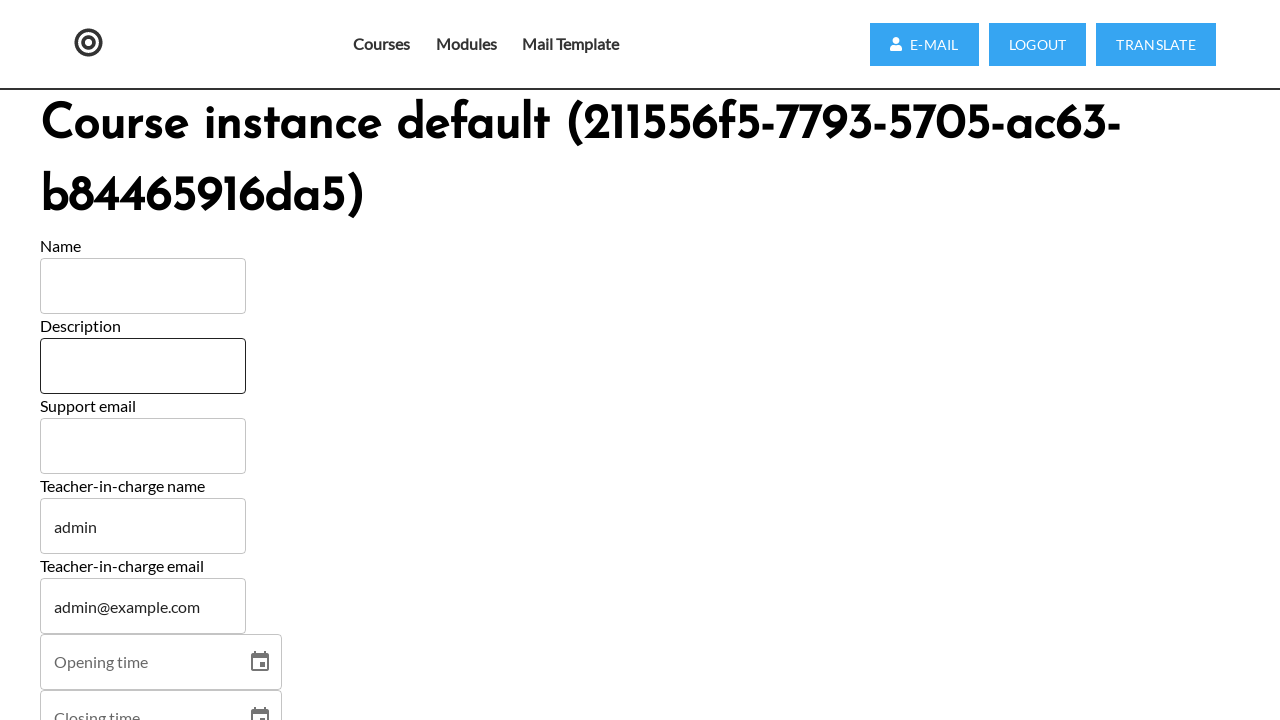 Courses Modules Mail Template E-MAIL LOGOUT TRANSLATE
Course instance default (211556f5-7793-5705-ac63-
b84465916da5)
Name
Description
Support email
Teacher-in-charge name
admin
Teacher-in-charge email
admin@example.com
Opening time
Closing time